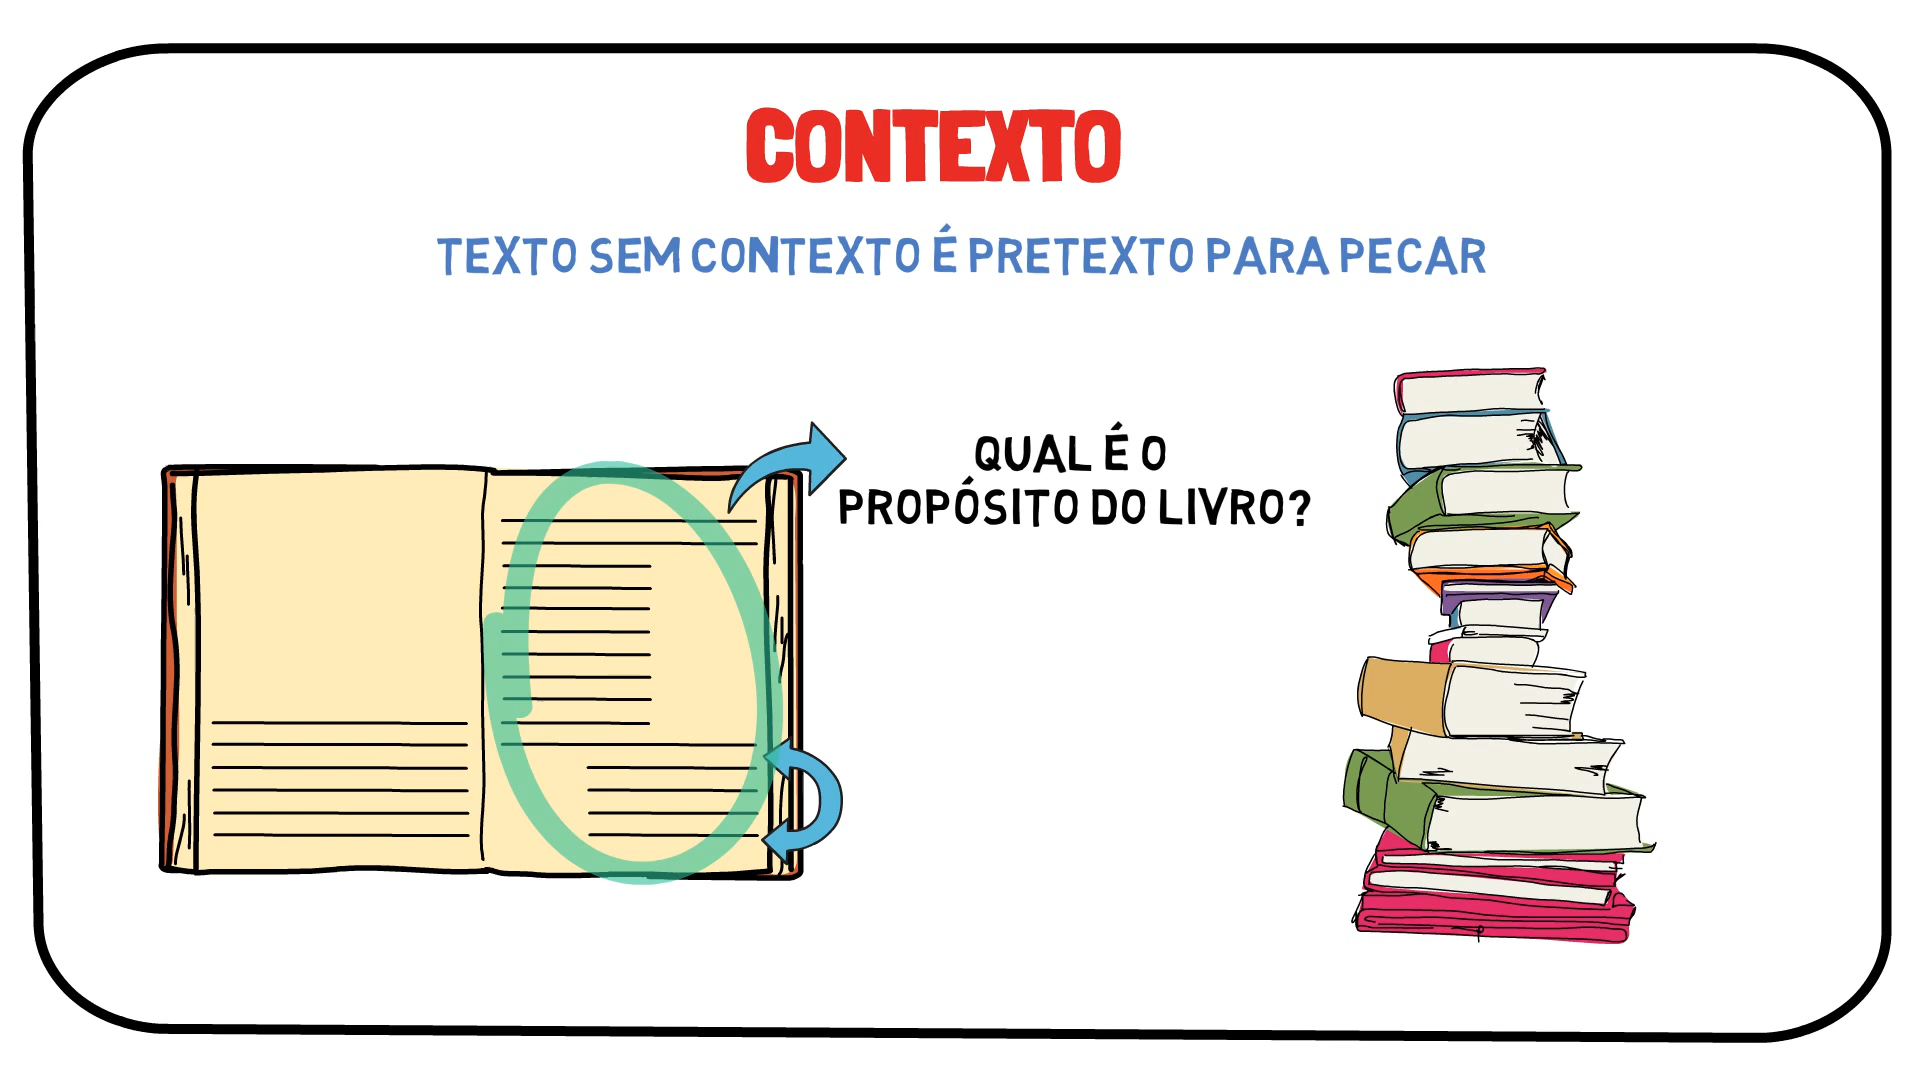 CONTEXTO
TEXTO SEM CONTEXTO É PRETEXTO PARA PECAR
QUAL É O
PROPÓSITO DO LIVRO?